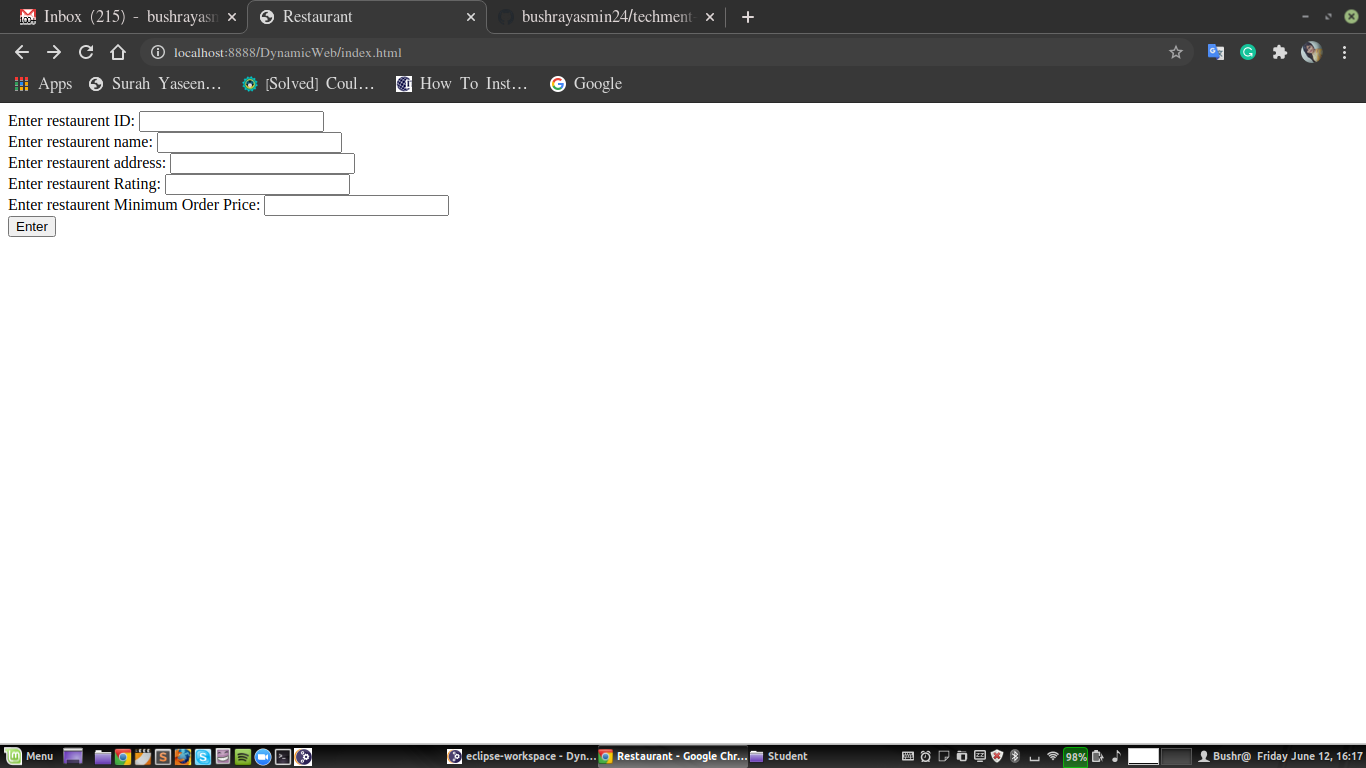 Inbox (215) - bushrayasm
Restaurant
bushrayasmin24/techment
localhost:8888/DynamicWeb/index.html
Apps
Surah Yaseen…
[Solved] Coul…
How To Inst…
Google
Enter restaurent ID:
Enter restaurent name:
Enter restaurent address:
Enter restaurent Rating:
Enter restaurent Minimum Order Price:
Enter
Menu
eclipse-workspace - Dyn...
Restaurant - Google Chr...
Student
98%
Bushr@
Friday June 12, 16:17